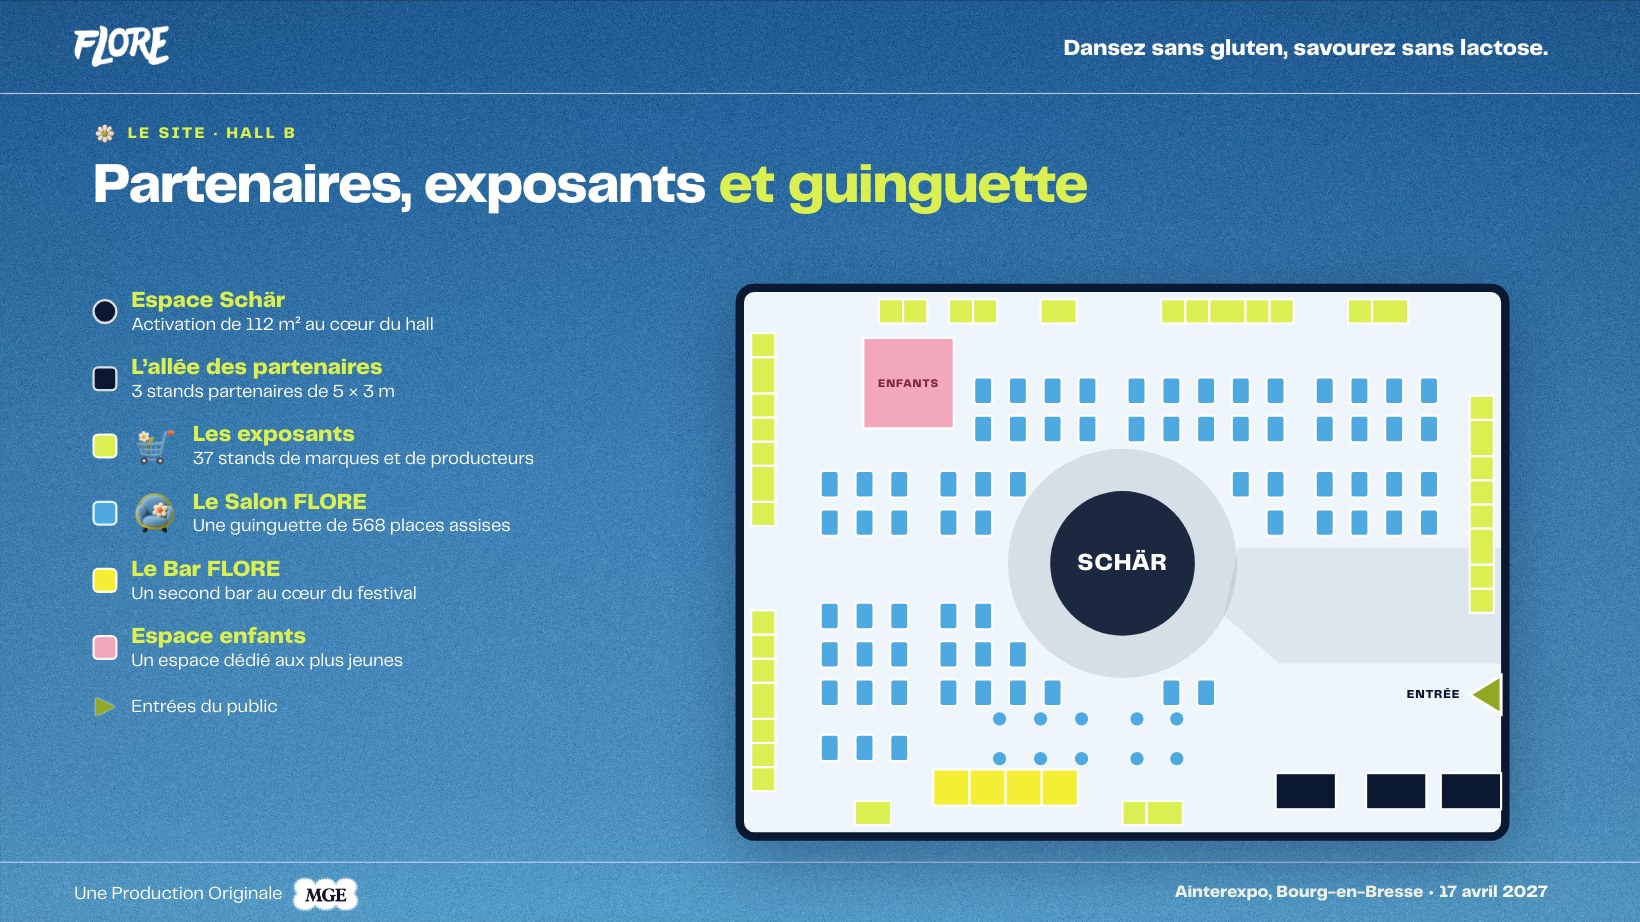 FLORE
Dansez sans gluten, savourez sans lactose.
LE SITE · HALL B
Partenaires, exposants et guinguette
Espace Schär
Activation de 112 m² au cœur du hall
L'allée des partenaires
3 stands partenaires de 5 × 3 m
Les exposants
37 stands de marques et de producteurs
Le Salon FLORE
Une guinguette de 568 places assises
Le Bar FLORE
Un second bar au cœur du festival
Espace enfants
Un espace dédié aux plus jeunes
Entrées du public
ENFANTS
SCHÄR
ENTRÉE
Une Production Originale MGE
Ainterexpo, Bourg-en-Bresse • 17 avril 2027